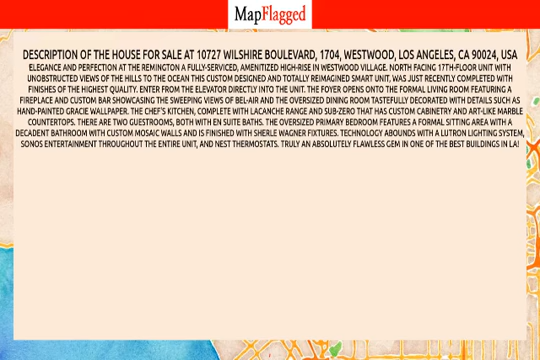 MapFlagged
DESCRIPTION OF THE HOUSE FOR SALE AT 10727 WILSHIRE BOULEVARD, 1704, WESTWOOD, LOS ANGELES, CA 90024, USA
ELEGANCE AND PERFECTION AT THE REMINGTON A FULLY-SERVICED, AMENITIZED HIGH-RISE IN WESTWOOD VILLAGE. NORTH FACING 17TH-FLOOR UNIT WITH
UNOBSTRUCTED VIEWS OF THE HILLS TO THE OCEAN THIS CUSTOM DESIGNED AND TOTALLY REIMAGINED SMART UNIT, WAS JUST RECENTLY COMPLETED WITH
FINISHES OF THE HIGHEST QUALITY. ENTER FROM THE ELEVATOR DIRECTLY INTO THE UNIT. THE FOYER OPENS ONTO THE FORMAL LIVING ROOM FEATURING A
FIREPLACE AND CUSTOM BAR SHOWCASING THE SWEEPING VIEWS OF BEL-AIR AND THE OVERSIZED DINING ROOM TASTEFULLY DECORATED WITH DETAILS SUCH AS
HAND-PAINTED GRACIE WALLPAPER. THE CHEF'S KITCHEN, COMPLETE WITH LACANCHE RANGE AND SUB-ZERO THAT HAS CUSTOM CABINETRY AND ART-LIKE MARBLE
COUNTERTOPS. THERE ARE TWO GUESTROOMS, BOTH WITH EN SUITE BATHS. THE OVERSIZED PRIMARY BEDROOM FEATURES A FORMAL SITTING AREA WITH A
DECADENT BATHROOM WITH CUSTOM MOSAIC WALLS AND IS FINISHED WITH SHERLE WAGNER FIXTURES. TECHNOLOGY ABOUNDS WITH A LUTRON LIGHTING SYSTEM,
SONOS ENTERTAINMENT THROUGHOUT THE ENTIRE UNIT, AND NEST THERMOSTATS. TRULY AN ABSOLUTELY FLAWLESS GEM IN ONE OF THE BEST BUILDINGS IN LA!